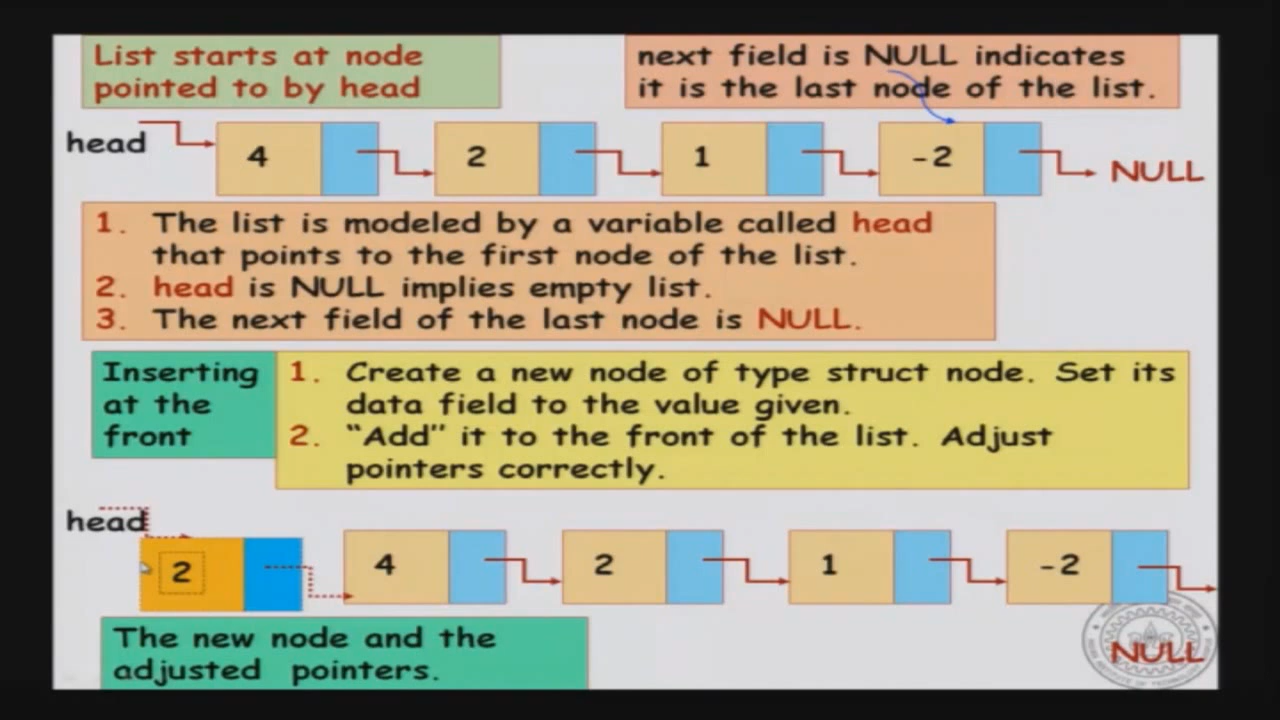 List starts at node
pointed to by head
next field is NULL indicates
it is the last node of the list.
head
4
2
1
-2
NULL
1. The list is modeled by a variable called head
that points to the first node of the list.
2. head is NULL implies empty list.
3. The next field of the last node is NULL.
Inserting
at the
front
1. Create a new node of type struct node. Set its
data field to the value given.
2. “Add” it to the front of the list. Adjust
pointers correctly.
head
2
4
2
1
-2
NULL
The new node and the
adjusted pointers.